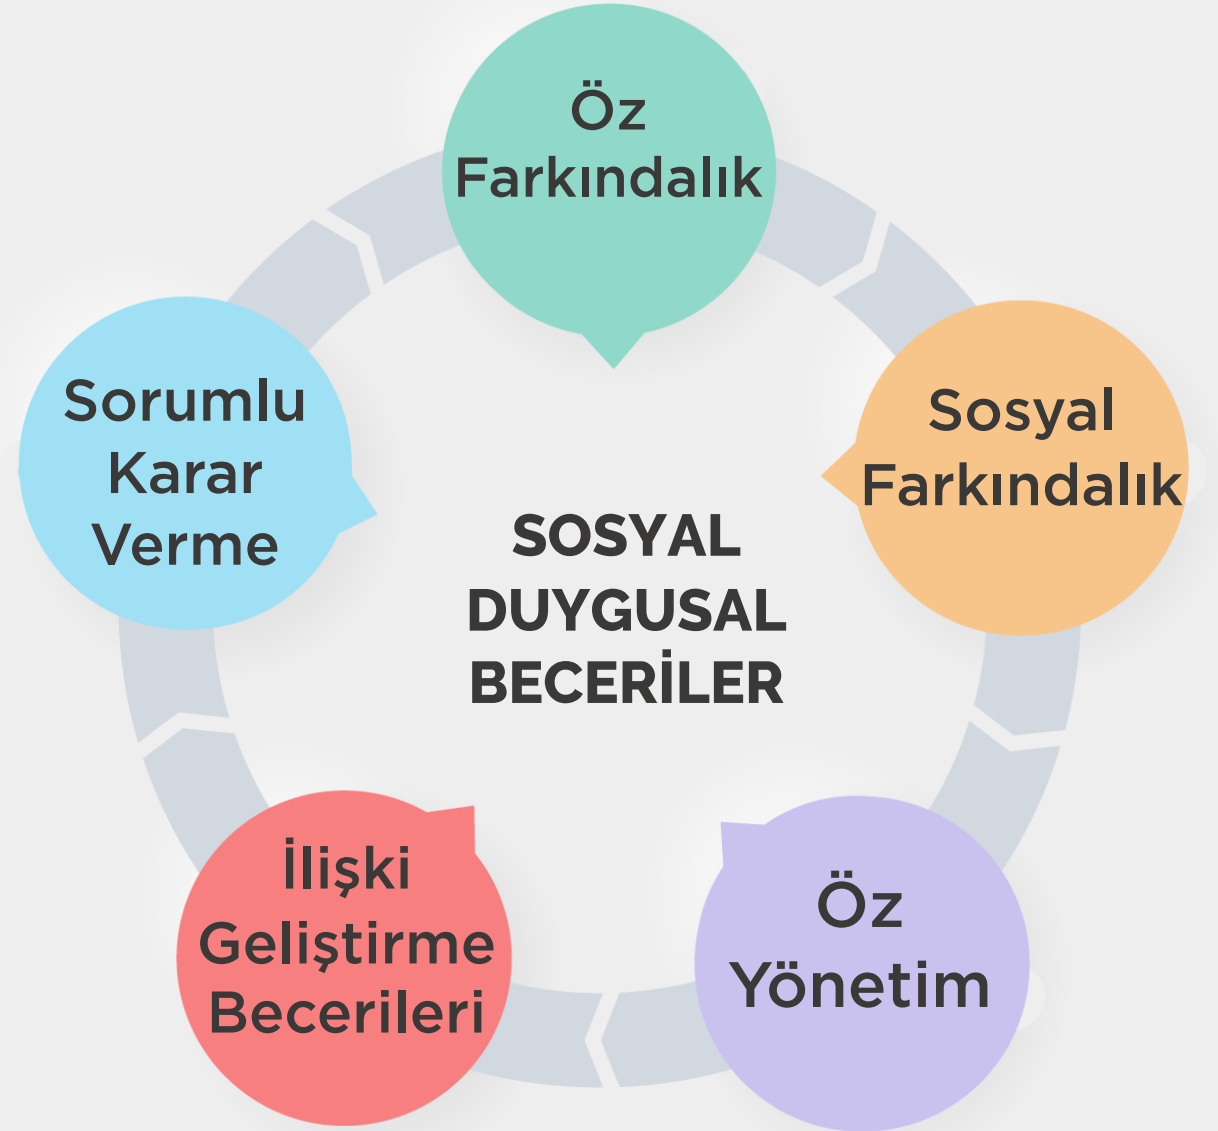 Öz
Farkındalık
Sosyal
Farkındalık
Öz
Yönetim
İlişki
Geliştirme
Becerileri
Sorumlu
Karar
Verme
SOSYAL
DUYGUSAL
BECERİLER